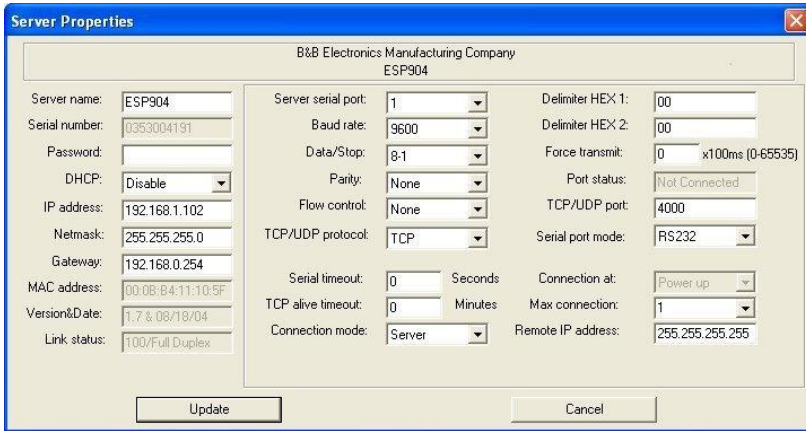 Server Properties
B&B Electronics Manufacturing Company
ESP904
Server name: ESP904
Serial number: 0353004191
Password:
DHCP: Disable
IP address: 192.168.1.102
Netmask: 255.255.255.0
Gateway: 192.168.0.254
MAC address: 00:0B:B4:11:10:5F
Version&Date: 1.7 & 08/18/04
Link status: 100/Full Duplex
Server serial port: 1
Baud rate: 9600
Data/Stop: 8-1
Parity: None
Flow control: None
TCP/UDP protocol: TCP
Serial timeout: 0 Seconds
TCP alive timeout: 0 Minutes
Connection mode: Server
Delimiter HEX 1: 00
Delimiter HEX 2: 00
Force transmit: 0 x100ms (0-65535)
Port status: Not Connected
TCP/UDP port: 4000
Serial port mode: RS232
Connection at: Power up
Max connection: 1
Remote IP address: 255.255.255.255
Update
Cancel